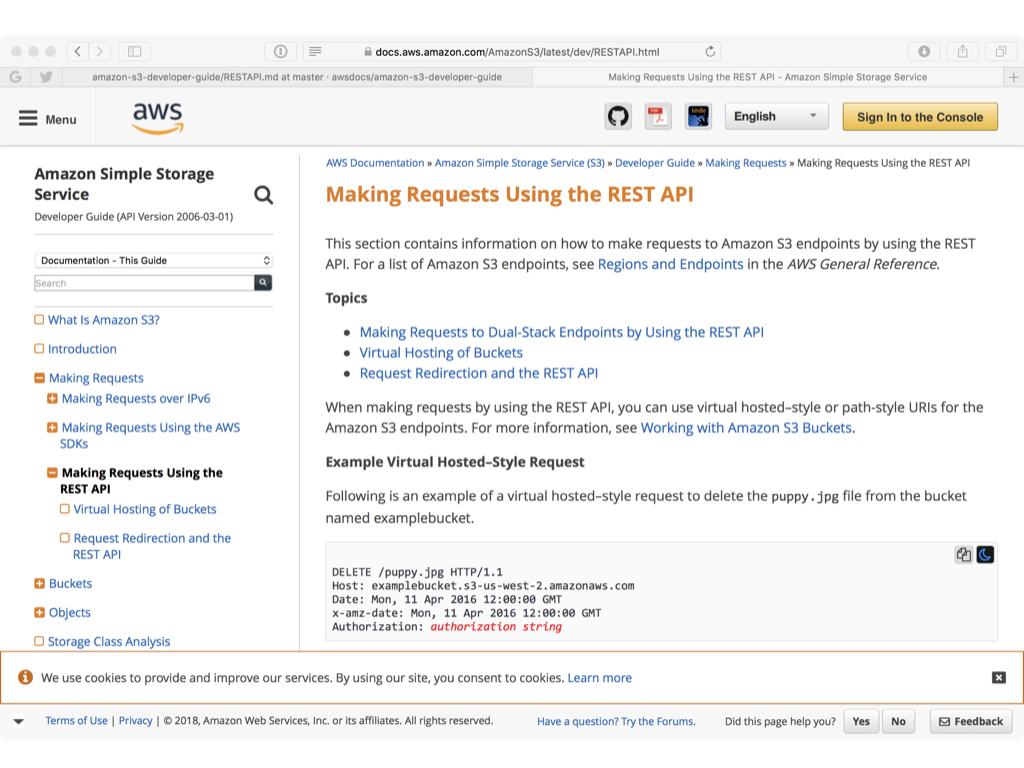 docs.aws.amazon.com/AmazonS3/latest/dev/RESTAPI.html
amazon-s3-developer-guide/RESTAPI.md at master · awsdocs/amazon-s3-developer-guide
Making Requests Using the REST API - Amazon Simple Storage Service
Menu
aws
English
Sign In to the Console
Amazon Simple Storage
Service
Developer Guide (API Version 2006-03-01)
Documentation - This Guide
Search
What Is Amazon S3?
Introduction
Making Requests
Making Requests over IPv6
Making Requests Using the AWS
SDKs
Making Requests Using the
REST API
Virtual Hosting of Buckets
Request Redirection and the
REST API
Buckets
Objects
Storage Class Analysis
AWS Documentation » Amazon Simple Storage Service (S3) » Developer Guide » Making Requests » Making Requests Using the REST API
Making Requests Using the REST API
This section contains information on how to make requests to Amazon S3 endpoints by using the REST
API. For a list of Amazon S3 endpoints, see Regions and Endpoints in the AWS General Reference.
Topics
Making Requests to Dual-Stack Endpoints by Using the REST API
Virtual Hosting of Buckets
Request Redirection and the REST API
When making requests by using the REST API, you can use virtual hosted–style or path-style URIs for the
Amazon S3 endpoints. For more information, see Working with Amazon S3 Buckets.
Example Virtual Hosted–Style Request
Following is an example of a virtual hosted–style request to delete the puppy.jpg file from the bucket
named examplebucket.
DELETE /puppy.jpg HTTP/1.1
Host: examplebucket.s3-us-west-2.amazonaws.com
Date: Mon, 11 Apr 2016 12:00:00 GMT
x-amz-date: Mon, 11 Apr 2016 12:00:00 GMT
Authorization: authorization string
We use cookies to provide and improve our services. By using our site, you consent to cookies. Learn more
Terms of Use | Privacy | © 2018, Amazon Web Services, Inc. or its affiliates. All rights reserved.
Have a question? Try the Forums.
Did this page help you?
Yes
No
Feedback